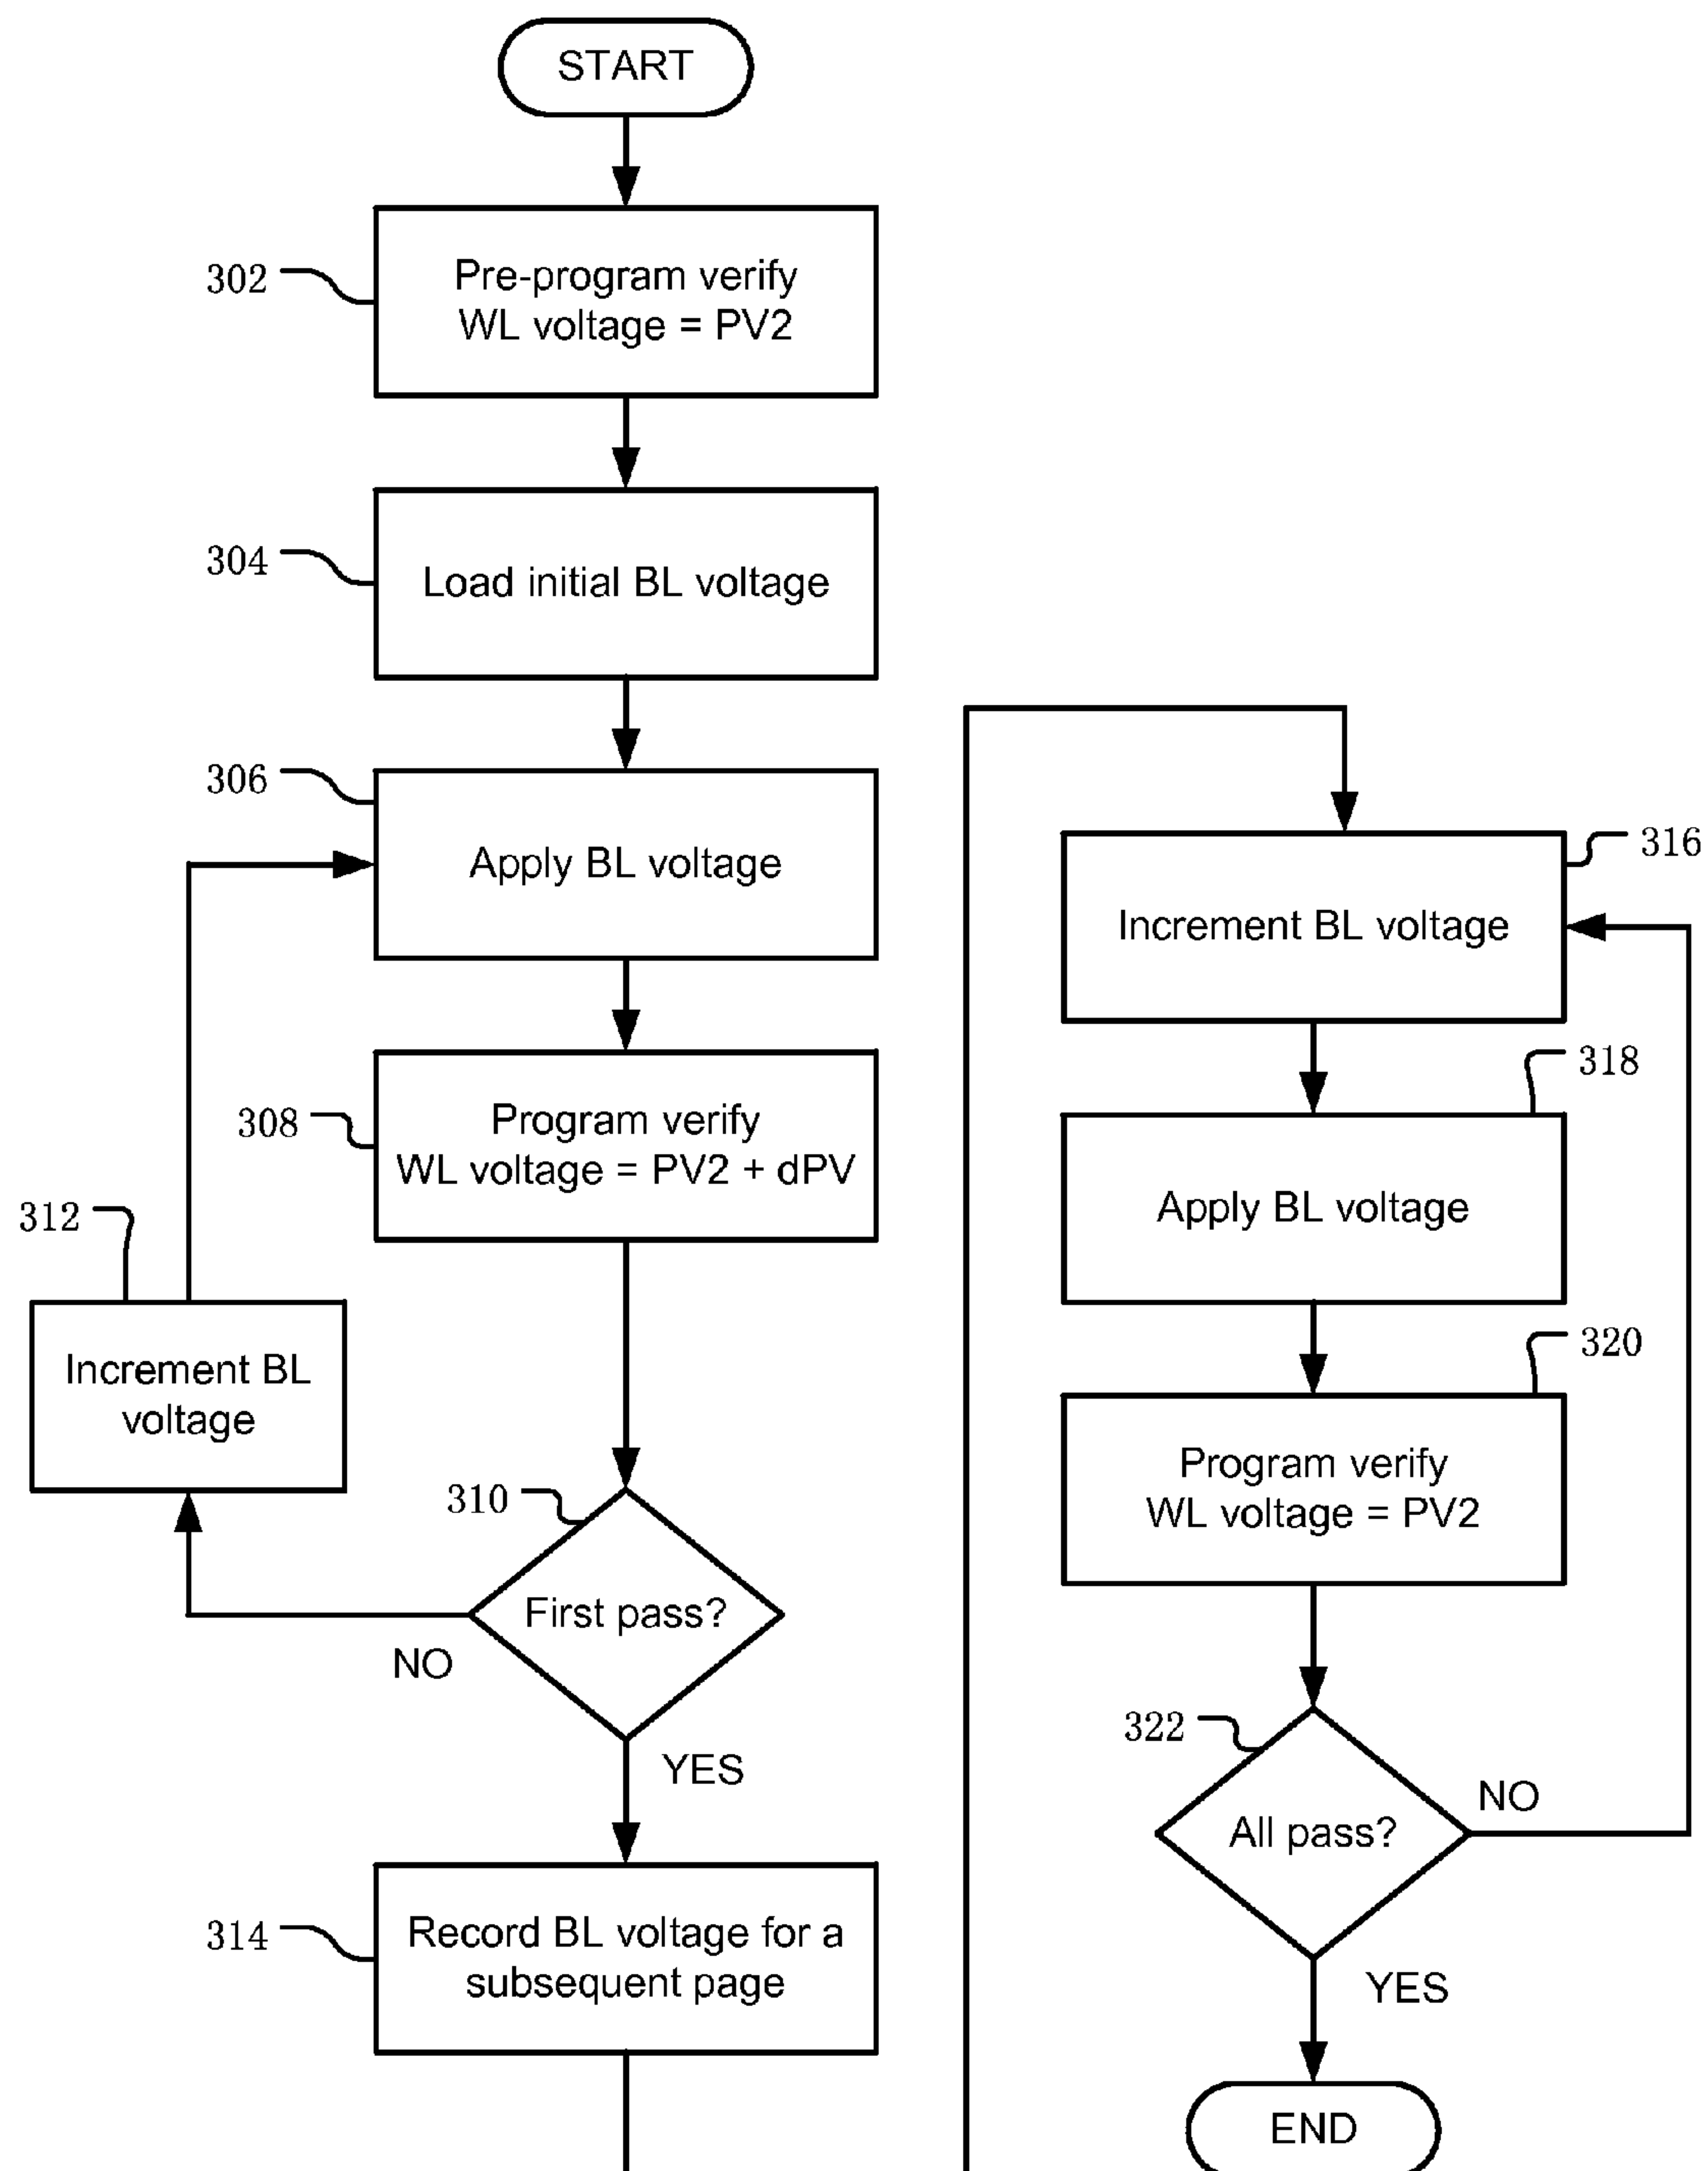 START
302
Pre-program verify
WL voltage = PV2
304
Load initial BL voltage
306
Apply BL voltage
308
Program verify
WL voltage = PV2 + dPV
312
Increment BL
voltage
310
First pass?
NO
YES
314
Record BL voltage for a
subsequent page
316
Increment BL voltage
318
Apply BL voltage
320
Program verify
WL voltage = PV2
322
All pass?
NO
YES
END